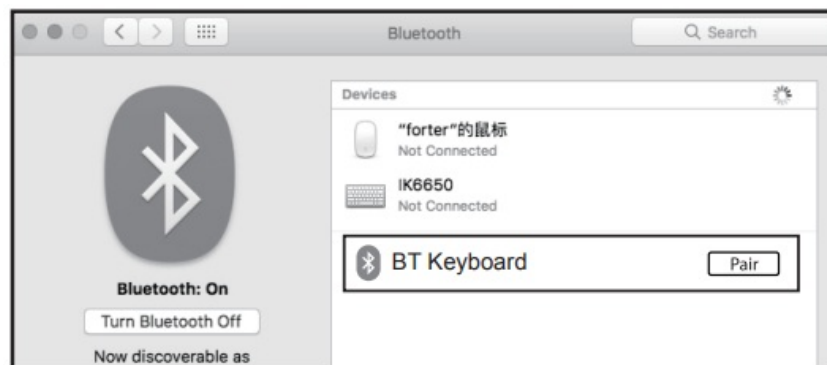 Bluetooth
Search
Devices
"forter"的鼠标
Not Connected
IK6650
Not Connected
BT Keyboard
Pair
Bluetooth: On
Turn Bluetooth Off
Now discoverable as